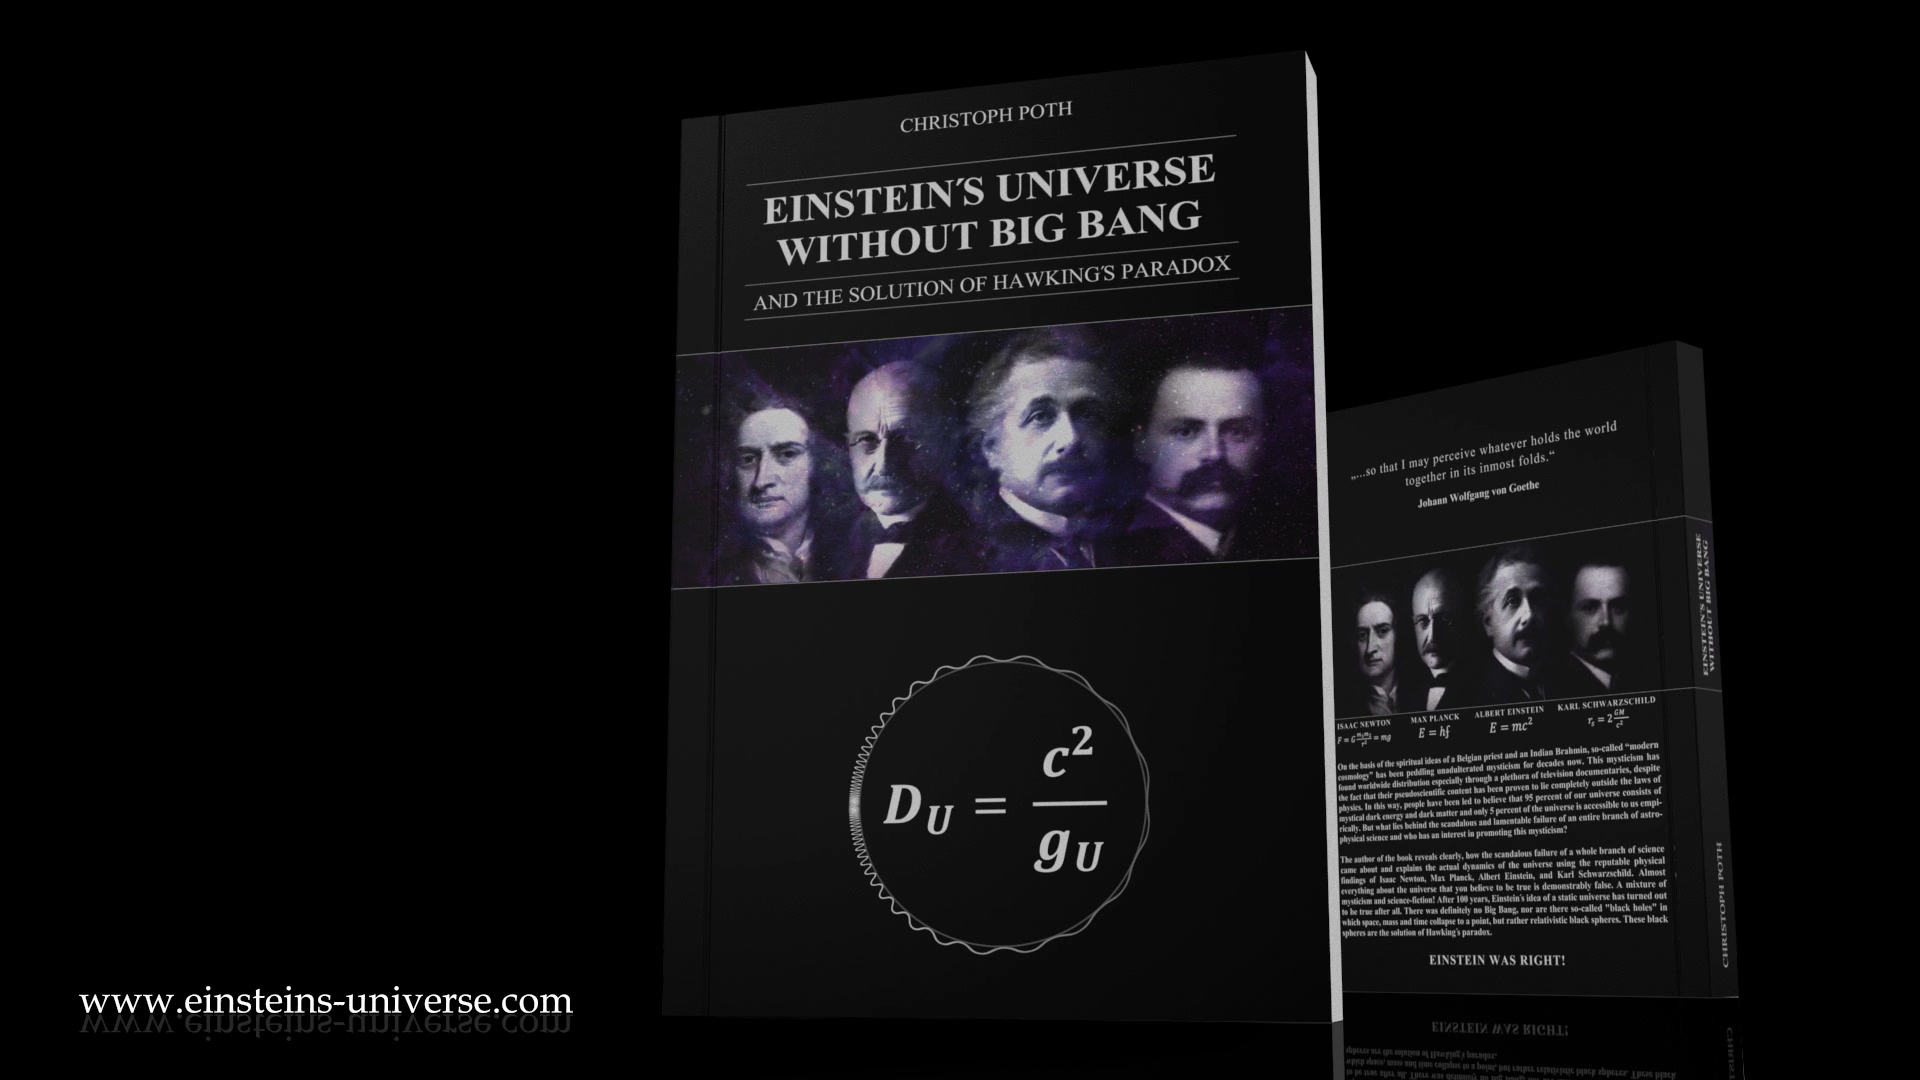 CHRISTOPH POTH
EINSTEIN´S UNIVERSE
WITHOUT BIG BANG
AND THE SOLUTION OF HAWKING´S PARADOX
D_U = c²/g_U
„...so that I may perceive whatever holds the world
together in its inmost folds.“
Johann Wolfgang von Goethe
ISAAC NEWTON
F = G m₁m₂/r² = mg
MAX PLANCK
E = hf
ALBERT EINSTEIN
E = mc²
KARL SCHWARZSCHILD
rₛ = 2 GM/c²
On the basis of the spiritual ideas of a Belgian priest and an Indian Brahmin, so-called “modern
cosmology” has been peddling unadulterated mysticism for decades now. This mysticism has
found worldwide distribution especially through a plethora of television documentaries, despite
the fact that their pseudoscientific content has been proven to lie completely outside the laws of
physics. In this way, people have been led to believe that 95 percent of our universe consists of
mystical dark energy and dark matter and only 5 percent of the universe is accessible to us empi-
rically. But what lies behind the scandalous and lamentable failure of an entire branch of astro-
physical science and who has an interest in promoting this mysticism?
The author of the book reveals clearly, how the scandalous failure of a whole branch of science
came about and explains the actual dynamics of the universe using the reputable physical
findings of Isaac Newton, Max Planck, Albert Einstein, and Karl Schwarzschild. Almost
everything about the universe that you believe to be true is demonstrably false. A mixture of
mysticism and science-fiction! After 100 years, Einstein's idea of a static universe has turned out
to be true after all. There was definitely no Big Bang, nor are there so-called "black holes" in
which space, mass and time collapse to a point, but rather relativistic black spheres. These black
spheres are the solution of Hawking's paradox.
EINSTEIN WAS RIGHT!
EINSTEIN'S UNIVERSE
WITHOUT BIG BANG
CHRISTOPH POTH
www.einsteins-universe.com